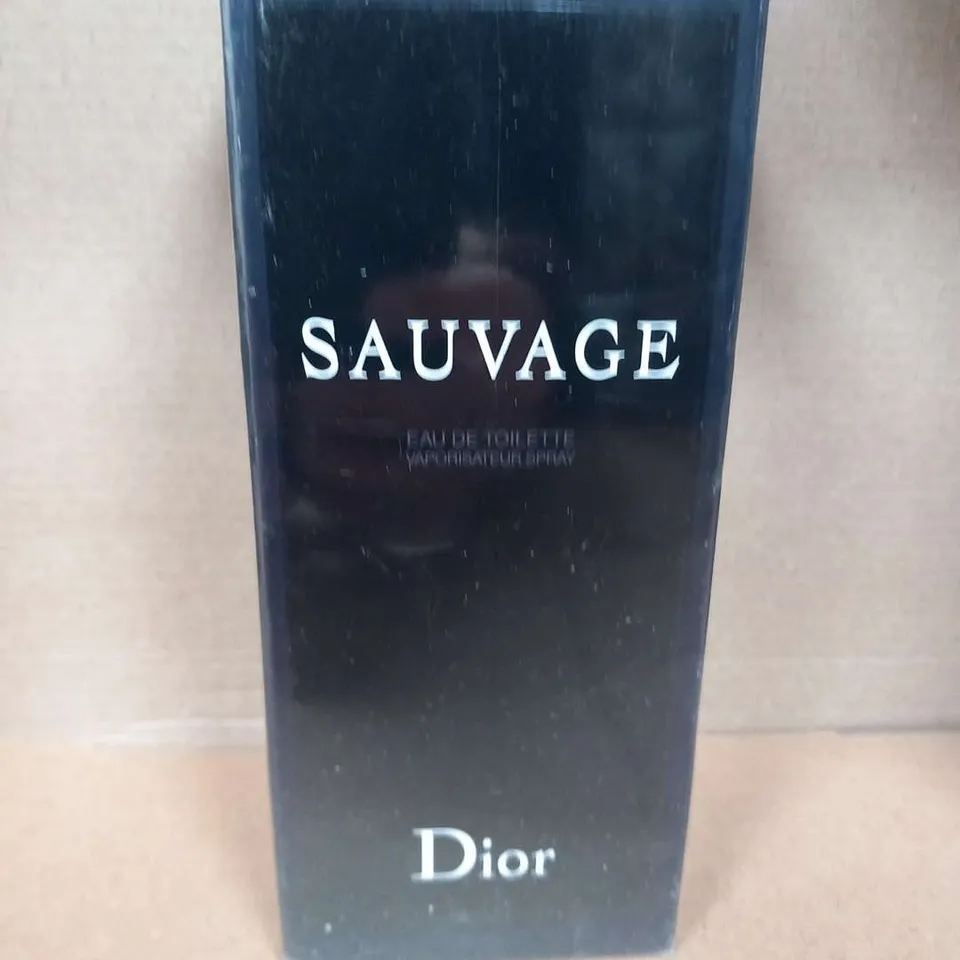 SAUVAGE
EAU DE TOILETTE
VAPORISATEUR SPRAY
Dior